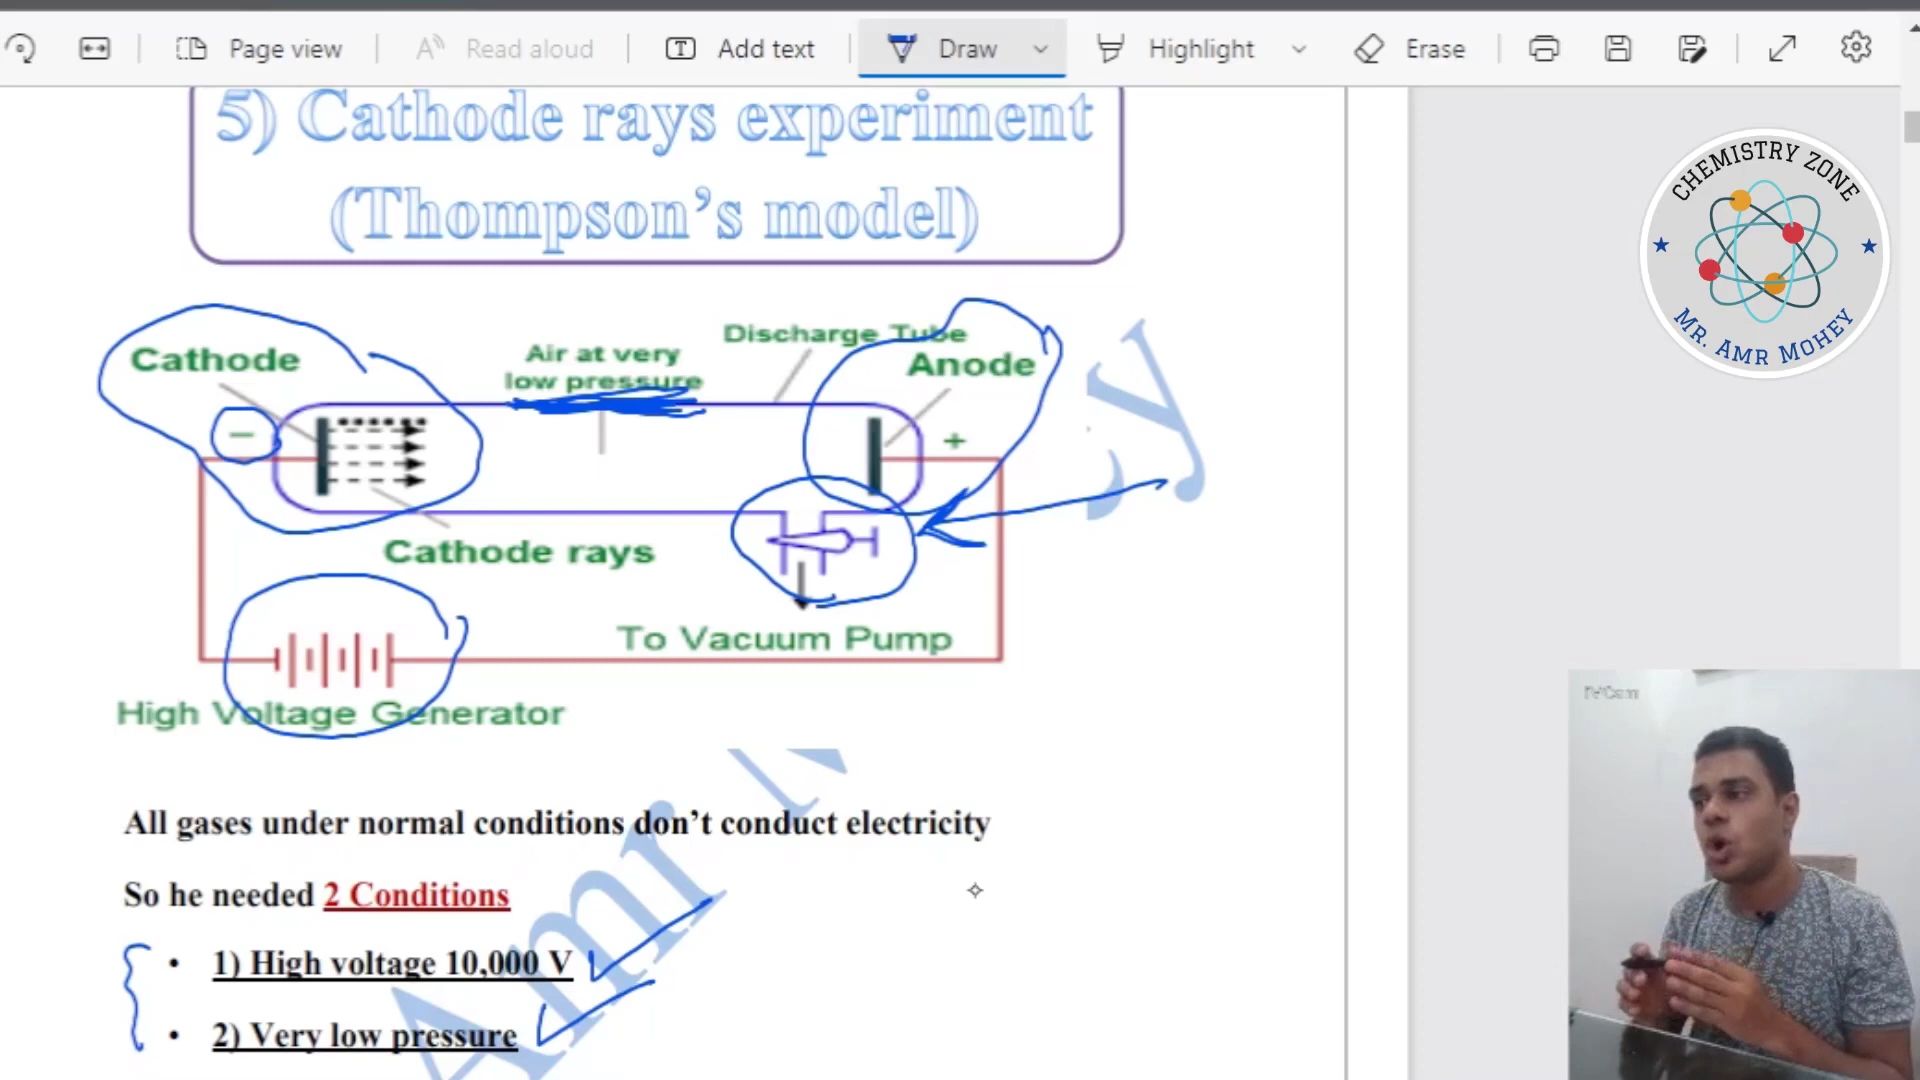 Page view
Read aloud
Add text
Draw
Highlight
Erase
5) Cathode rays experiment
(Thompson's model)
CHEMISTRY ZONE
MR. AMR MOHEY
Discharge Tube
Cathode
Air at very
low pressure
Anode
−
+
Cathode rays
To Vacuum Pump
High Voltage Generator
All gases under normal conditions don't conduct electricity
So he needed 2 Conditions
• 1) High voltage 10,000 V
• 2) Very low pressure
Amr
y